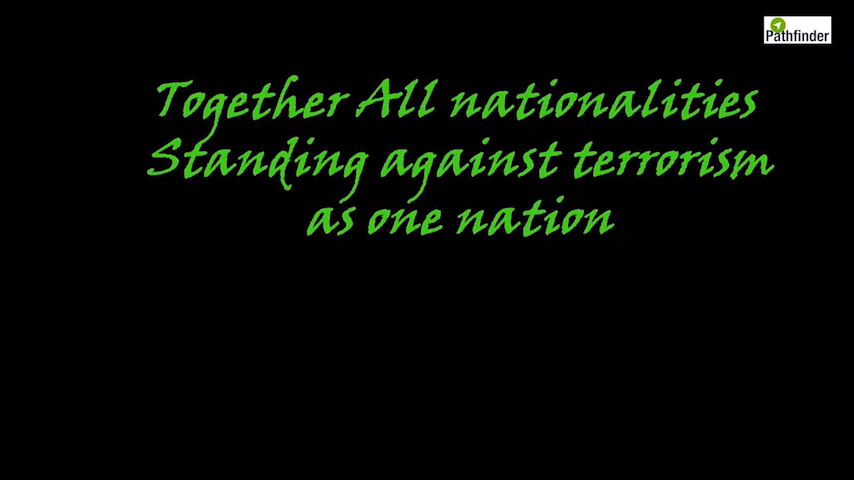 Pathfinder
Together All nationalities
Standing against terrorism
as one nation